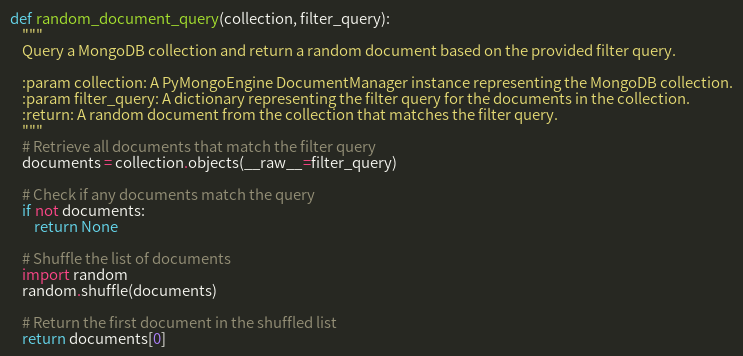 def random_document_query(collection, filter_query):
"""
Query a MongoDB collection and return a random document based on the provided filter query.
:param collection: A PyMongoEngine DocumentManager instance representing the MongoDB collection.
:param filter_query: A dictionary representing the filter query for the documents in the collection.
:return: A random document from the collection that matches the filter query.
"""
# Retrieve all documents that match the filter query
documents = collection.objects(__raw__=filter_query)
# Check if any documents match the query
if not documents:
return None
# Shuffle the list of documents
import random
random.shuffle(documents)
# Return the first document in the shuffled list
return documents[0]